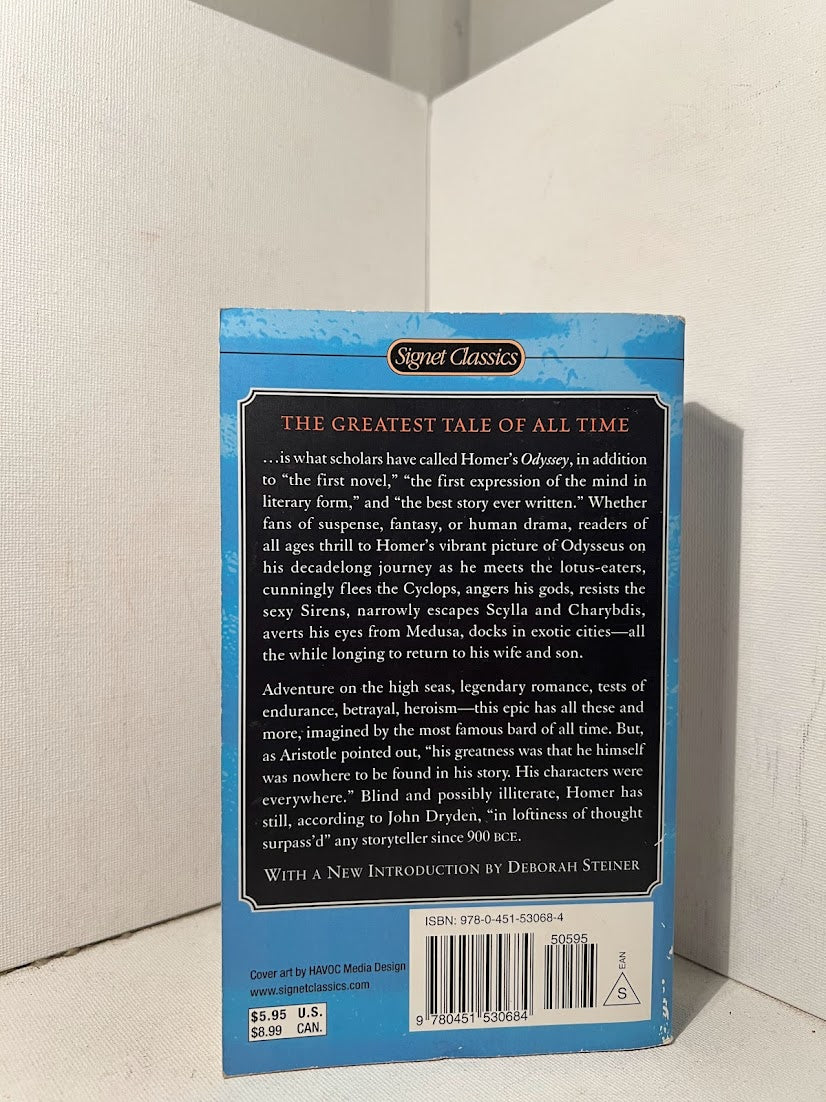 Signet Classics
THE GREATEST TALE OF ALL TIME
…is what scholars have called Homer's Odyssey, in addition
to “the first novel,” “the first expression of the mind in
literary form,” and “the best story ever written.” Whether
fans of suspense, fantasy, or human drama, readers of
all ages thrill to Homer's vibrant picture of Odysseus on
his decadelong journey as he meets the lotus-eaters,
cunningly flees the Cyclops, angers his gods, resists the
sexy Sirens, narrowly escapes Scylla and Charybdis,
averts his eyes from Medusa, docks in exotic cities—all
the while longing to return to his wife and son.
Adventure on the high seas, legendary romance, tests of
endurance, betrayal, heroism—this epic has all these and
more, imagined by the most famous bard of all time. But,
as Aristotle pointed out, “his greatness was that he himself
was nowhere to be found in his story. His characters were
everywhere.” Blind and possibly illiterate, Homer has
still, according to John Dryden, “in loftiness of thought
surpass'd” any storyteller since 900 BCE.
WITH A NEW INTRODUCTION BY DEBORAH STEINER
ISBN: 978-0-451-53068-4
50595
EAN
S
9 780451 530684
Cover art by HAVOC Media Design
www.signetclassics.com
$5.95 U.S.
$8.99 CAN.